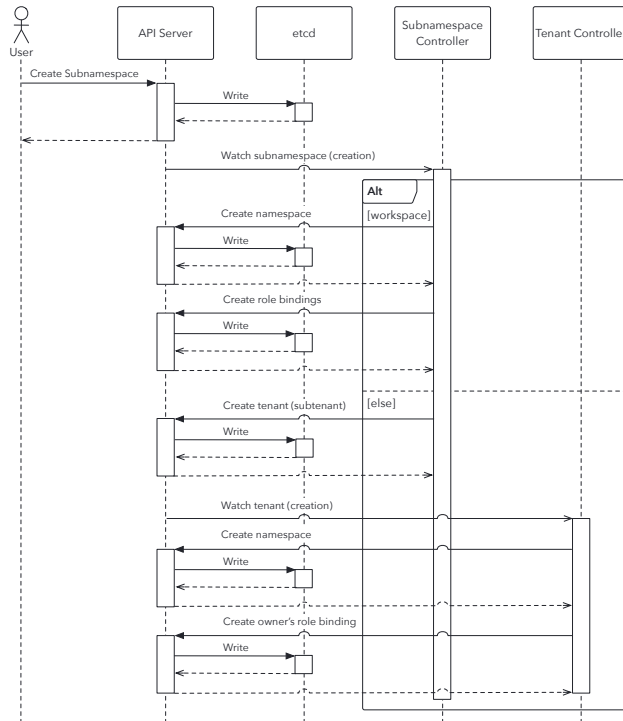 User
API Server
etcd
Subnamespace
Controller
Tenant Controlle
Create Subnamespace
Write
Watch subnamespace (creation)
Alt
[workspace]
Create namespace
Write
Create role bindings
Write
[else]
Create tenant (subtenant)
Write
Watch tenant (creation)
Create namespace
Write
Create owner's role binding
Write